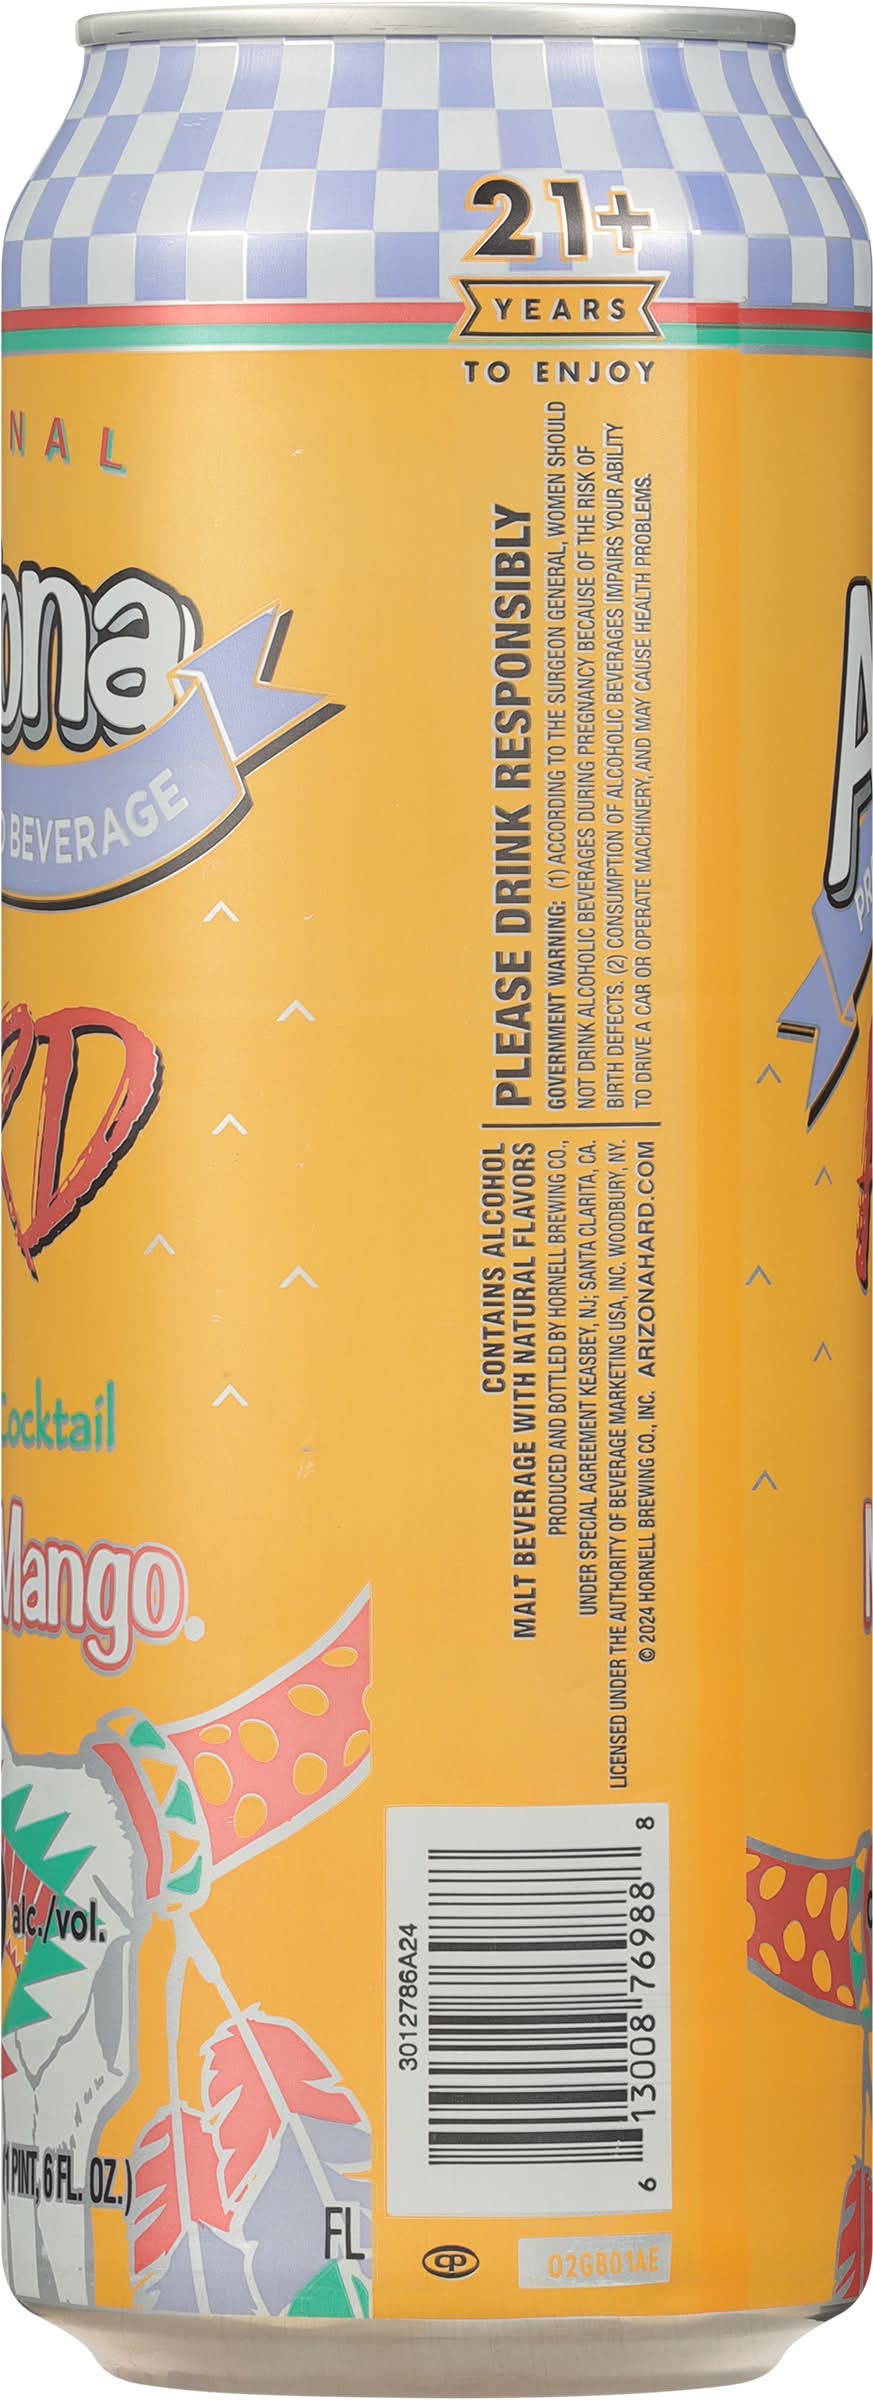 21+
YEARS
TO ENJOY
NAL
ona
BEVERAGE
RD
Cocktail
Mango
alc./vol.
(1 PINT, 6 FL. OZ.)
FL
PLEASE DRINK RESPONSIBLY
GOVERNMENT WARNING: (1) ACCORDING TO THE SURGEON GENERAL, WOMEN SHOULD
NOT DRINK ALCOHOLIC BEVERAGES DURING PREGNANCY BECAUSE OF THE RISK OF
BIRTH DEFECTS. (2) CONSUMPTION OF ALCOHOLIC BEVERAGES IMPAIRS YOUR ABILITY
TO DRIVE A CAR OR OPERATE MACHINERY, AND MAY CAUSE HEALTH PROBLEMS.
CONTAINS ALCOHOL
MALT BEVERAGE WITH NATURAL FLAVORS
PRODUCED AND BOTTLED BY HORNELL BREWING CO.,
UNDER SPECIAL AGREEMENT KEASBEY, NJ; SANTA CLARITA, CA.
LICENSED UNDER THE AUTHORITY OF BEVERAGE MARKETING USA, INC. WOODBURY, NY.
© 2024 HORNELL BREWING CO., INC. ARIZONAHARD.COM
3012786A24
6 13008 76988 8
02GB01AE
A
PR